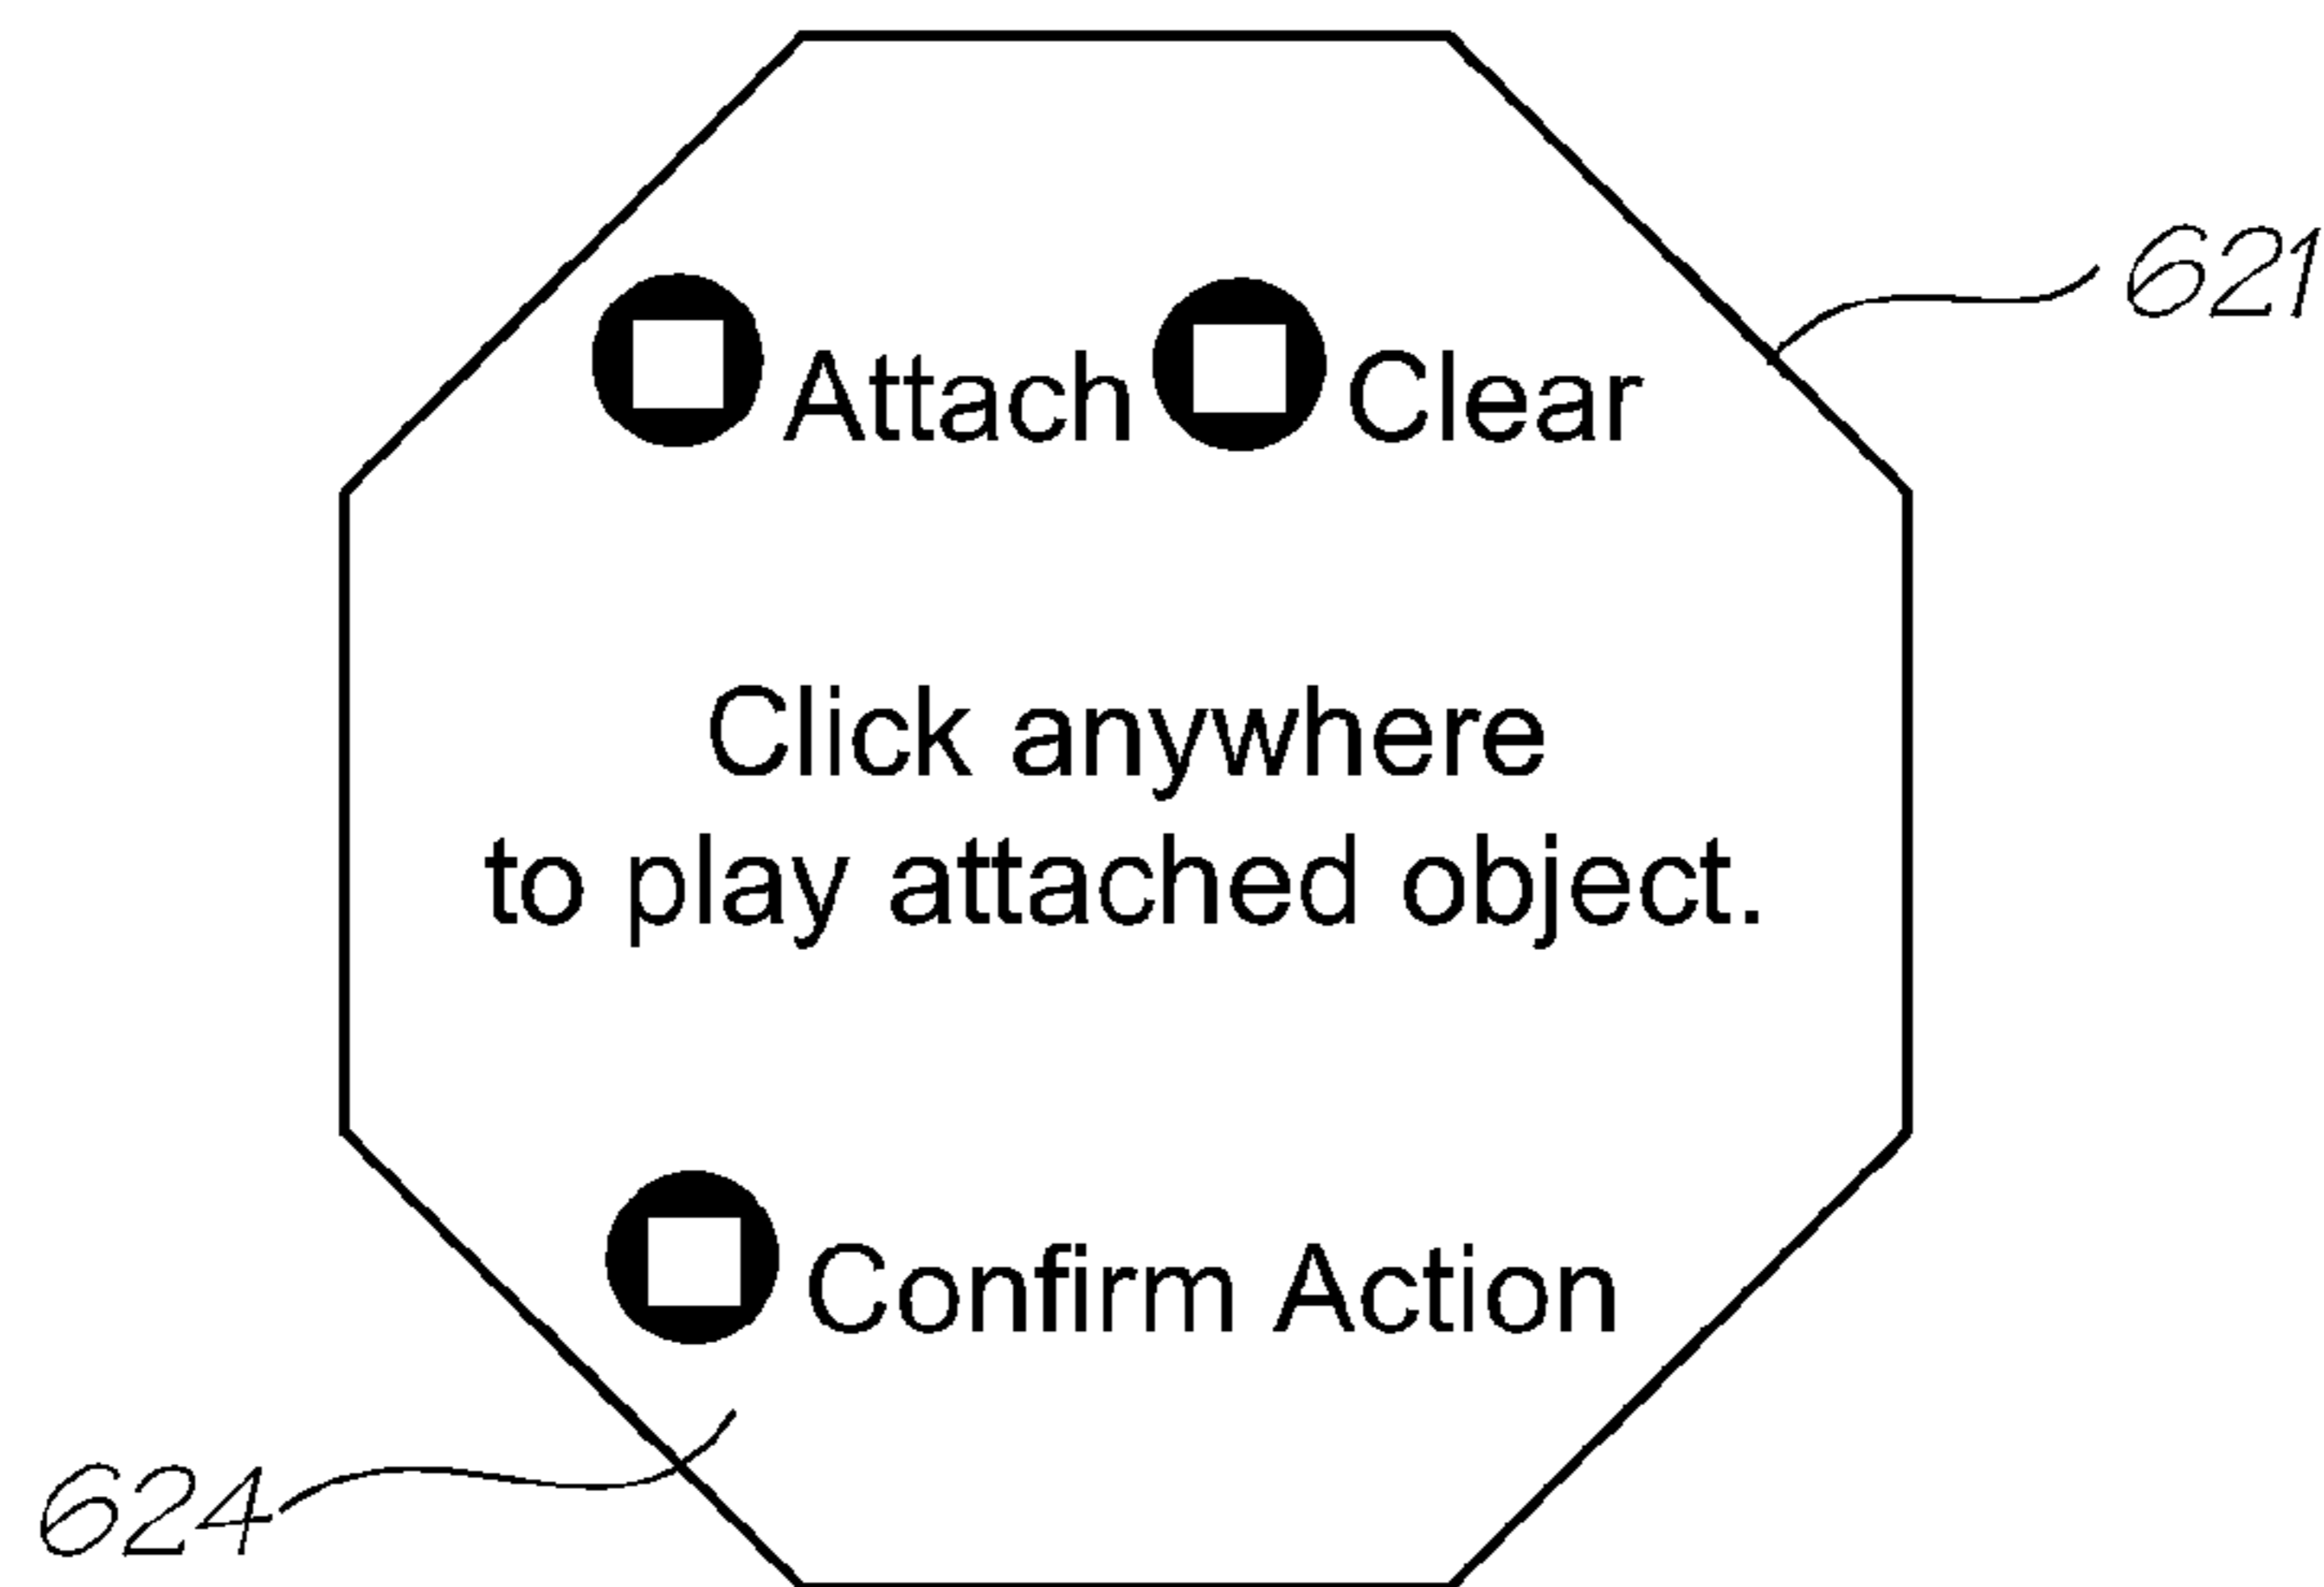 621
Attach Clear
Click anywhere
to play attached object.
Confirm Action
624